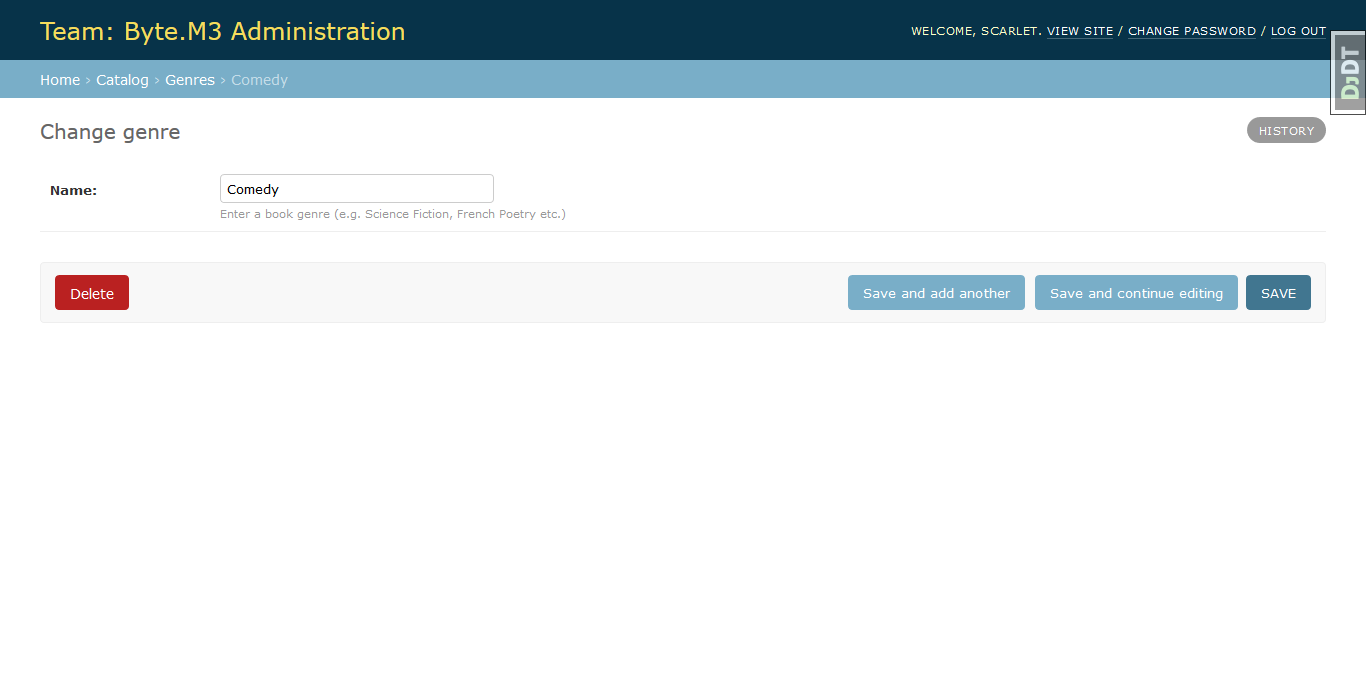 Team: Byte.M3 Administration
WELCOME, SCARLET. VIEW SITE / CHANGE PASSWORD / LOG OUT
DJDT
Home › Catalog › Genres › Comedy
Change genre
HISTORY
Name:
Comedy
Enter a book genre (e.g. Science Fiction, French Poetry etc.)
Delete
Save and add another
Save and continue editing
SAVE